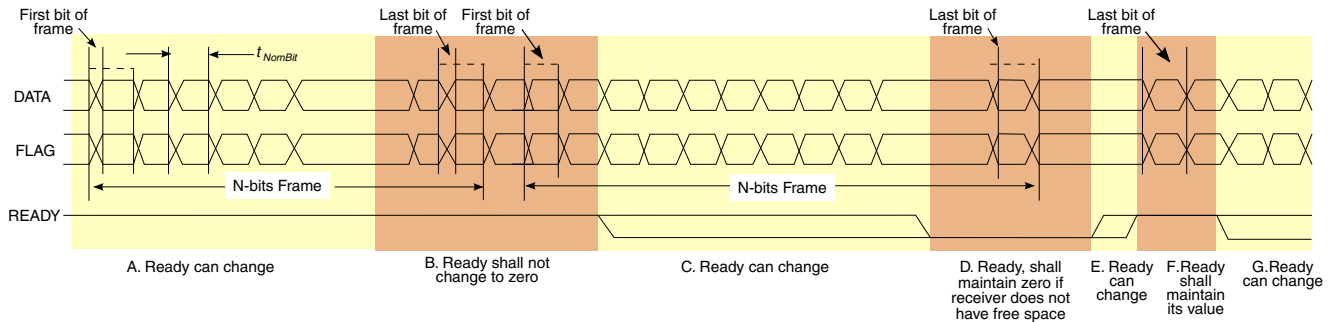 First bit of
frame
t NomBit
Last bit of
frame
First bit of
frame
Last bit of
frame
Last bit of
frame
DATA
FLAG
N-bits Frame
N-bits Frame
READY
A. Ready can change
B. Ready shall not
change to zero
C. Ready can change
D. Ready, shall
maintain zero if
receiver does not
have free space
E. Ready
can
change
F.Ready
shall
maintain
its value
G.Ready
can change